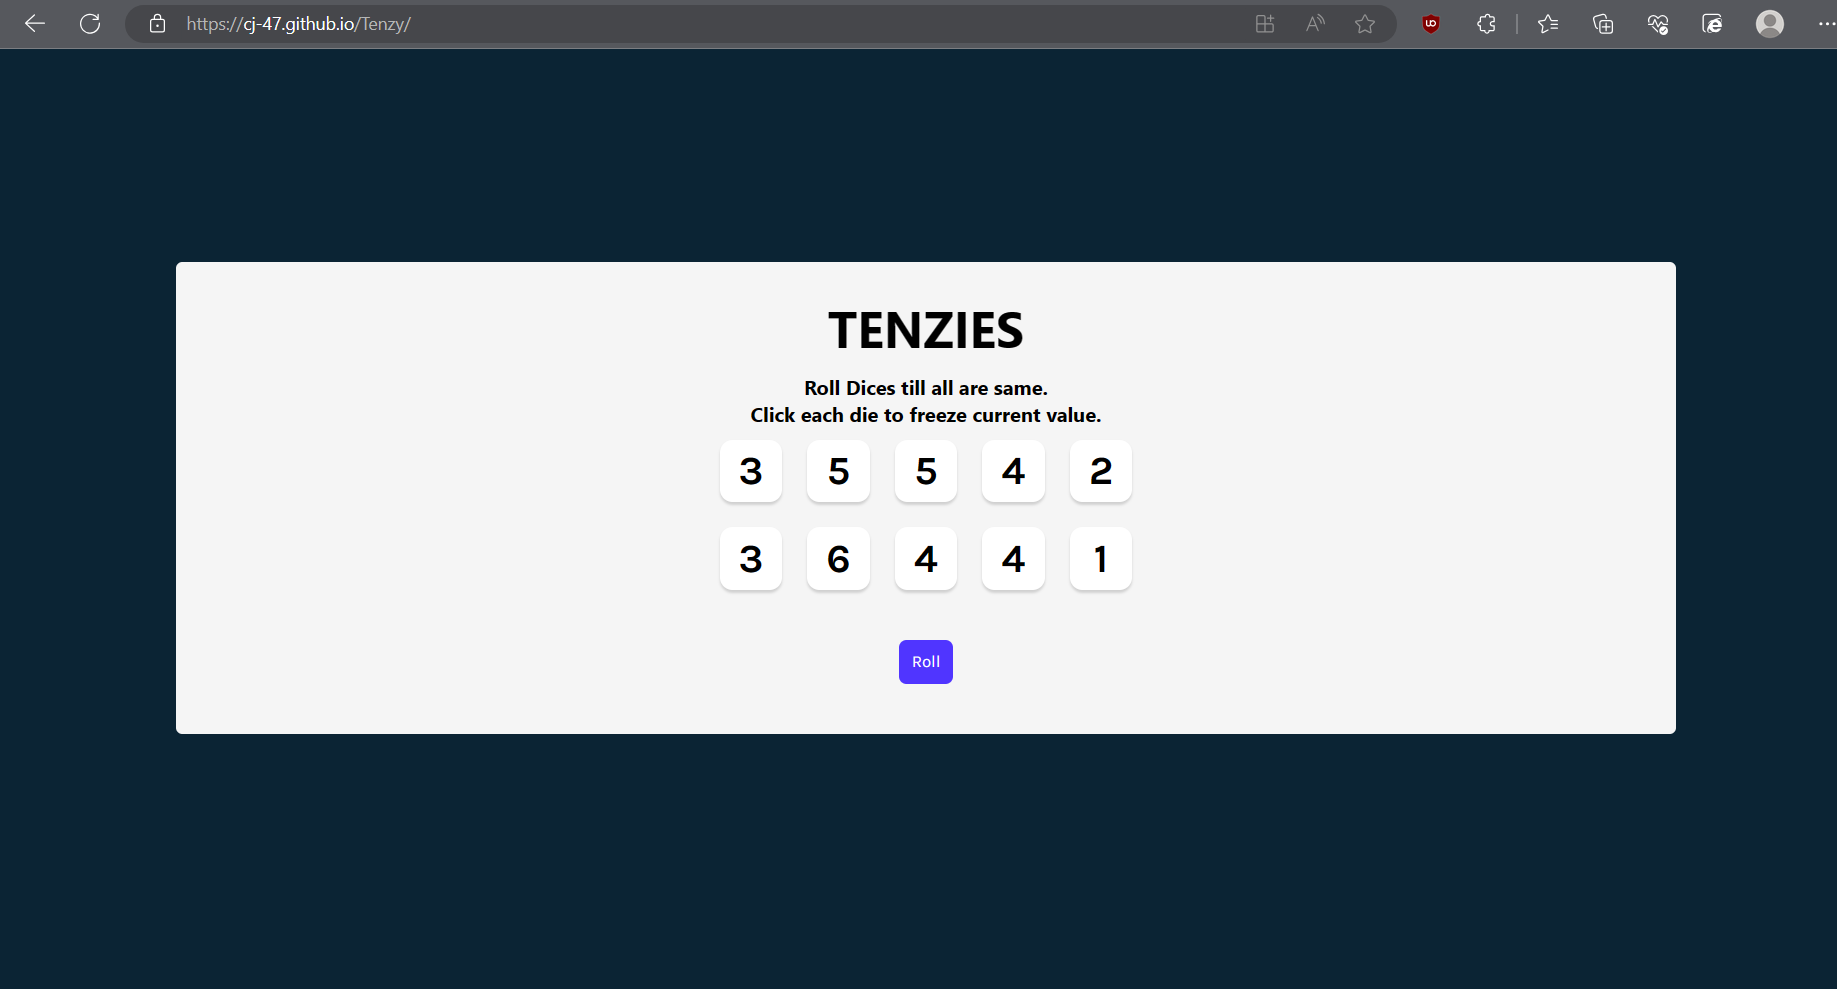 https://cj-47.github.io/Tenzy/
TENZIES
Roll Dices till all are same.
Click each die to freeze current value.
3 5 5 4 2
3 6 4 4 1
Roll